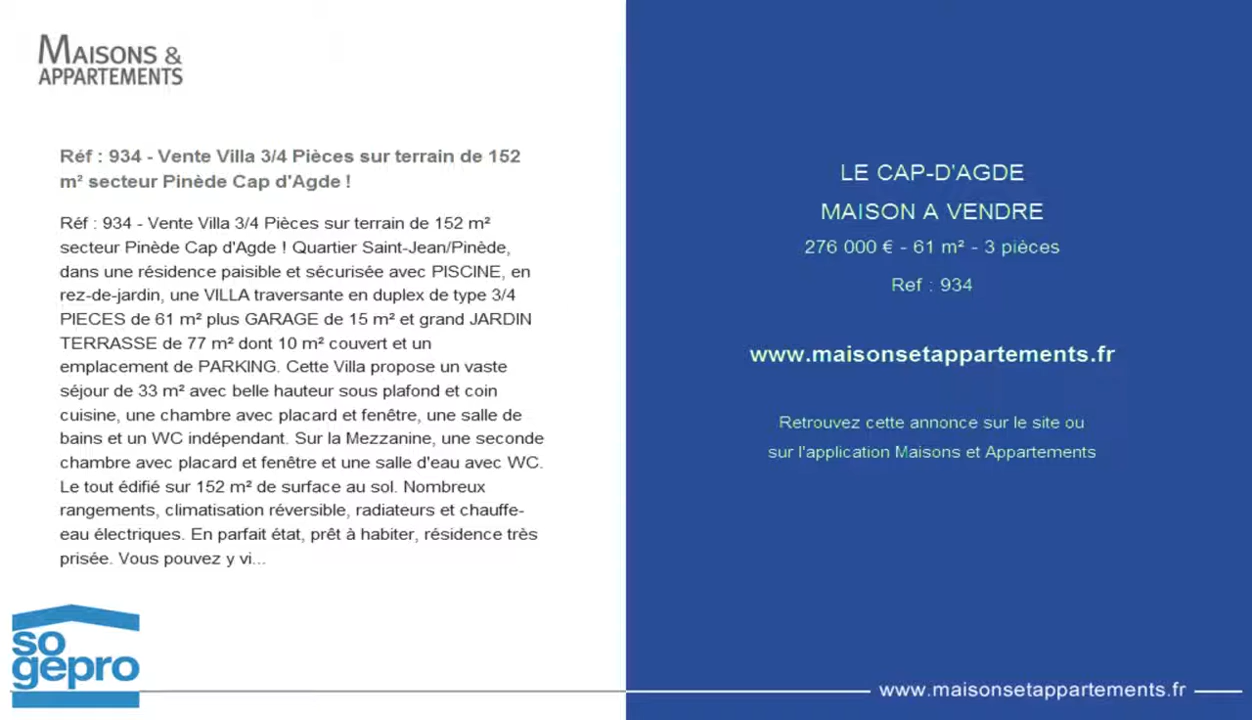 MAISONS &
APPARTEMENTS
Réf : 934 - Vente Villa 3/4 Pièces sur terrain de 152
m² secteur Pinède Cap d'Agde !
Réf : 934 - Vente Villa 3/4 Pièces sur terrain de 152 m²
secteur Pinède Cap d'Agde ! Quartier Saint-Jean/Pinède,
dans une résidence paisible et sécurisée avec PISCINE, en
rez-de-jardin, une VILLA traversante en duplex de type 3/4
PIECES de 61 m² plus GARAGE de 15 m² et grand JARDIN
TERRASSE de 77 m² dont 10 m² couvert et un
emplacement de PARKING. Cette Villa propose un vaste
séjour de 33 m² avec belle hauteur sous plafond et coin
cuisine, une chambre avec placard et fenêtre, une salle de
bains et un WC indépendant. Sur la Mezzanine, une seconde
chambre avec placard et fenêtre et une salle d'eau avec WC.
Le tout édifié sur 152 m² de surface au sol. Nombreux
rangements, climatisation réversible, radiateurs et chauffe-
eau électriques. En parfait état, prêt à habiter, résidence très
prisée. Vous pouvez y vi...
so
gepro
LE CAP-D'AGDE
MAISON A VENDRE
276 000 € - 61 m² - 3 pièces
Ref : 934
www.maisonsetappartements.fr
Retrouvez cette annonce sur le site ou
sur l'application Maisons et Appartements
www.maisonsetappartements.fr